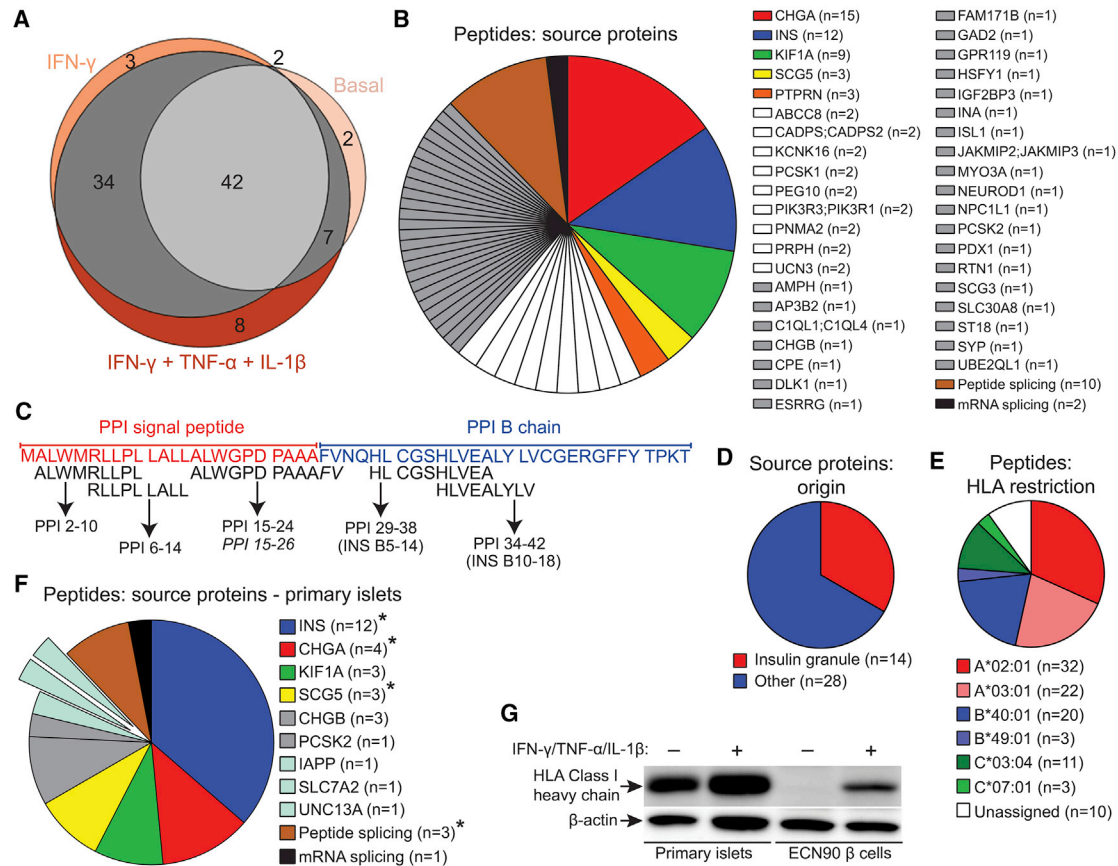 A
IFN-γ
3
2
Basal
2
34
42
7
8
IFN-γ + TNF-α + IL-1β
B
Peptides: source proteins
CHGA (n=15)
INS (n=12)
KIF1A (n=9)
SCG5 (n=3)
PTPRN (n=3)
ABCC8 (n=2)
CADPS;CADPS2 (n=2)
KCNK16 (n=2)
PCSK1 (n=2)
PEG10 (n=2)
PIK3R3;PIK3R1 (n=2)
PNMA2 (n=2)
PRPH (n=2)
UCN3 (n=2)
AMPH (n=1)
AP3B2 (n=1)
C1QL1;C1QL4 (n=1)
CHGB (n=1)
CPE (n=1)
DLK1 (n=1)
ESRRG (n=1)
FAM171B (n=1)
GAD2 (n=1)
GPR119 (n=1)
HSFY1 (n=1)
IGF2BP3 (n=1)
INA (n=1)
ISL1 (n=1)
JAKMIP2;JAKMIP3 (n=1)
MYO3A (n=1)
NEUROD1 (n=1)
NPC1L1 (n=1)
PCSK2 (n=1)
PDX1 (n=1)
RTN1 (n=1)
SCG3 (n=1)
SLC30A8 (n=1)
ST18 (n=1)
SYP (n=1)
UBE2QL1 (n=1)
Peptide splicing (n=10)
mRNA splicing (n=2)
C
PPI signal peptide PPI B chain
MALWMRLLPL LALLALWGPD PAAAFVNQHL CGSHLVEALY LVCGERGFFY TPKT
ALWMRLLPL ALWGPD PAAAFV HL CGSHLVEA
RLLPL LALL HLVEALYLV
PPI 2-10
PPI 6-14
PPI 15-24
PPI 15-26
PPI 29-38
(INS B5-14)
PPI 34-42
(INS B10-18)
D
Source proteins:
origin
Insulin granule (n=14)
Other (n=28)
E
Peptides:
HLA restriction
A*02:01 (n=32)
A*03:01 (n=22)
B*40:01 (n=20)
B*49:01 (n=3)
C*03:04 (n=11)
C*07:01 (n=3)
Unassigned (n=10)
F
Peptides: source proteins - primary islets
INS (n=12)*
CHGA (n=4)*
KIF1A (n=3)
SCG5 (n=3)*
CHGB (n=3)
PCSK2 (n=1)
IAPP (n=1)
SLC7A2 (n=1)
UNC13A (n=1)
Peptide splicing (n=3)*
mRNA splicing (n=1)
G
IFN-γ/TNF-α/IL-1β: − + − +
HLA Class I
heavy chain
β-actin
Primary islets ECN90 β cells